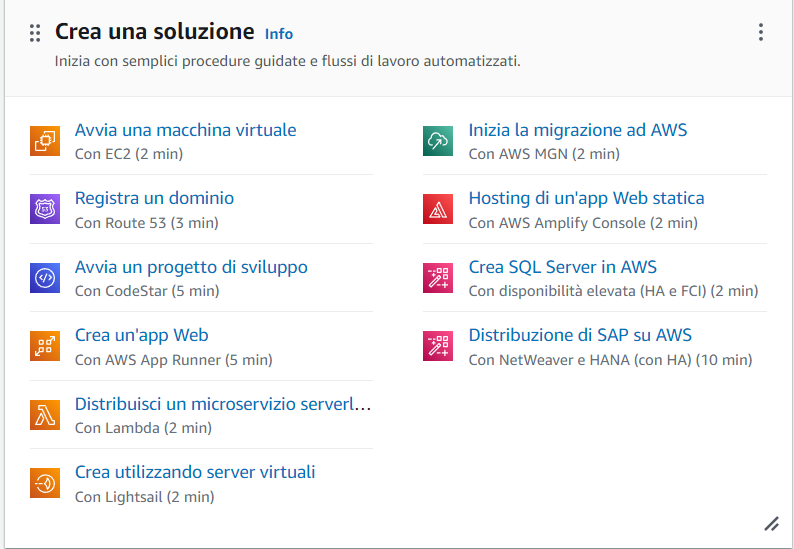 Crea una soluzione Info
Inizia con semplici procedure guidate e flussi di lavoro automatizzati.
Avvia una macchina virtuale
Con EC2 (2 min)
Registra un dominio
Con Route 53 (3 min)
Avvia un progetto di sviluppo
Con CodeStar (5 min)
Crea un'app Web
Con AWS App Runner (5 min)
Distribuisci un microservizio serverl...
Con Lambda (2 min)
Crea utilizzando server virtuali
Con Lightsail (2 min)
Inizia la migrazione ad AWS
Con AWS MGN (2 min)
Hosting di un'app Web statica
Con AWS Amplify Console (2 min)
Crea SQL Server in AWS
Con disponibilità elevata (HA e FCI) (2 min)
Distribuzione di SAP su AWS
Con NetWeaver e HANA (con HA) (10 min)